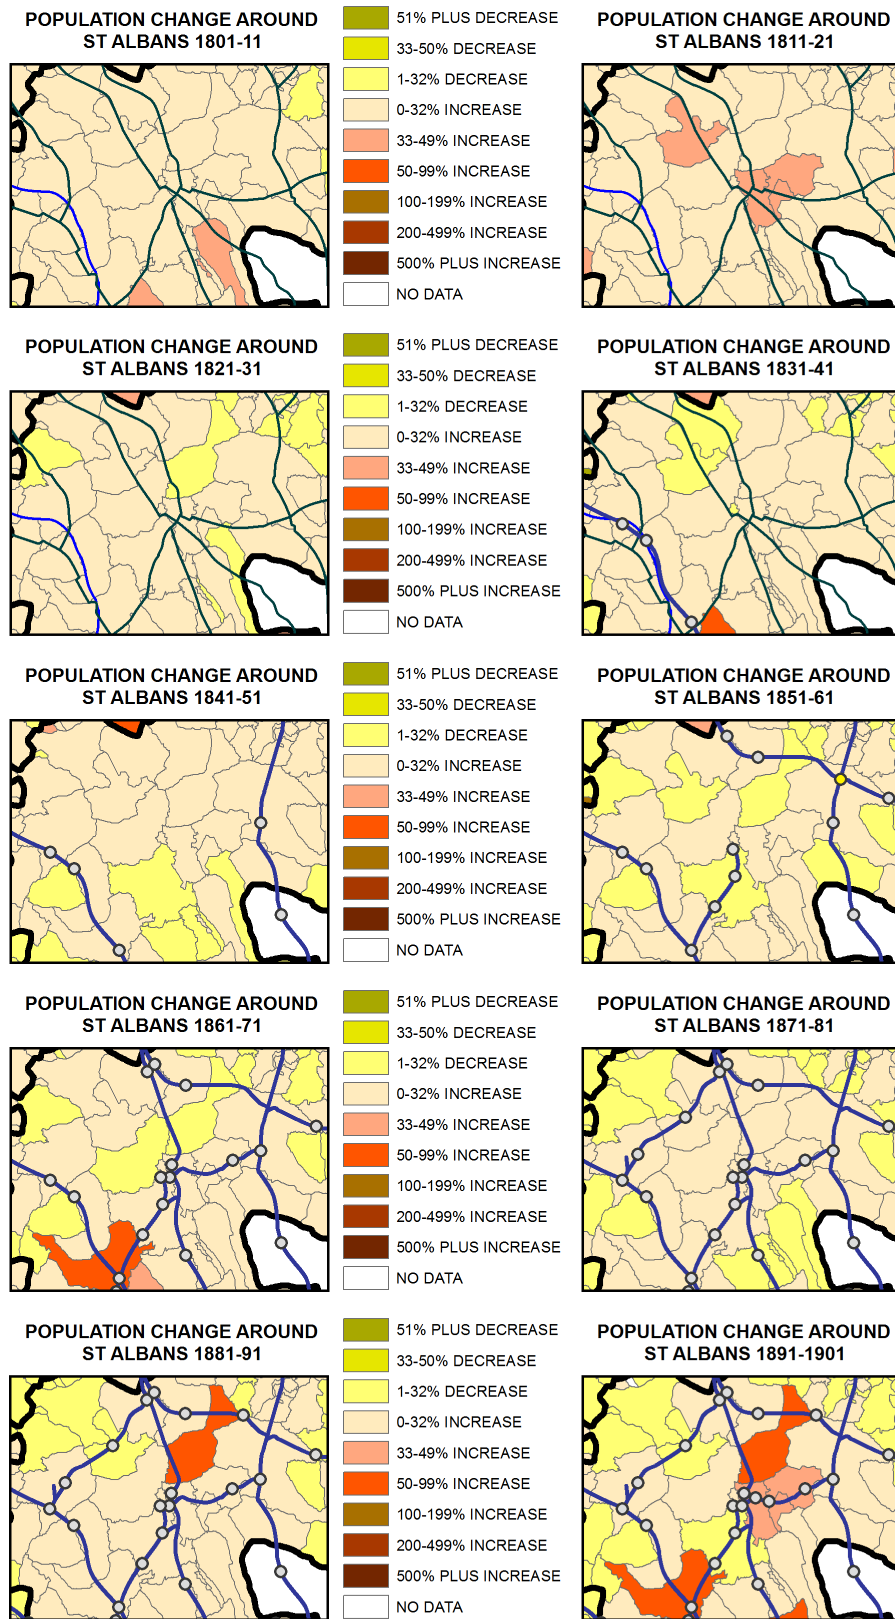 POPULATION CHANGE AROUND
ST ALBANS 1801-11
51% PLUS DECREASE
33-50% DECREASE
1-32% DECREASE
0-32% INCREASE
33-49% INCREASE
50-99% INCREASE
100-199% INCREASE
200-499% INCREASE
500% PLUS INCREASE
NO DATA
POPULATION CHANGE AROUND
ST ALBANS 1811-21
POPULATION CHANGE AROUND
ST ALBANS 1821-31
51% PLUS DECREASE
33-50% DECREASE
1-32% DECREASE
0-32% INCREASE
33-49% INCREASE
50-99% INCREASE
100-199% INCREASE
200-499% INCREASE
500% PLUS INCREASE
NO DATA
POPULATION CHANGE AROUND
ST ALBANS 1831-41
POPULATION CHANGE AROUND
ST ALBANS 1841-51
51% PLUS DECREASE
33-50% DECREASE
1-32% DECREASE
0-32% INCREASE
33-49% INCREASE
50-99% INCREASE
100-199% INCREASE
200-499% INCREASE
500% PLUS INCREASE
NO DATA
POPULATION CHANGE AROUND
ST ALBANS 1851-61
POPULATION CHANGE AROUND
ST ALBANS 1861-71
51% PLUS DECREASE
33-50% DECREASE
1-32% DECREASE
0-32% INCREASE
33-49% INCREASE
50-99% INCREASE
100-199% INCREASE
200-499% INCREASE
500% PLUS INCREASE
NO DATA
POPULATION CHANGE AROUND
ST ALBANS 1871-81
POPULATION CHANGE AROUND
ST ALBANS 1881-91
51% PLUS DECREASE
33-50% DECREASE
1-32% DECREASE
0-32% INCREASE
33-49% INCREASE
50-99% INCREASE
100-199% INCREASE
200-499% INCREASE
500% PLUS INCREASE
NO DATA
POPULATION CHANGE AROUND
ST ALBANS 1891-1901